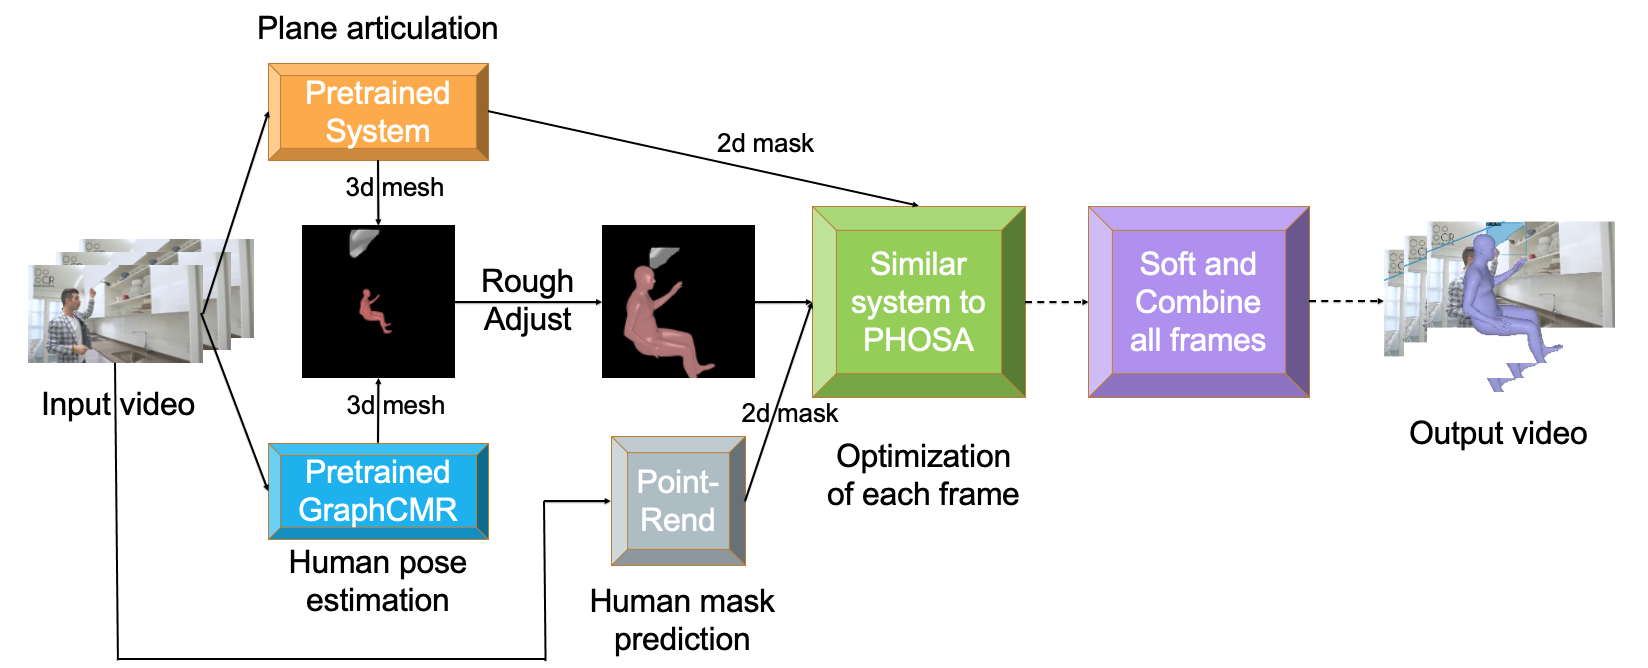 Plane articulation
Pretrained
System
2d mask
3d mesh
Rough
Adjust
Similar
system to
PHOSA
Soft and
Combine
all frames
Input video
3d mesh
2d mask
Output video
Pretrained
GraphCMR
Point-
Rend
Optimization
of each frame
Human pose
estimation
Human mask
prediction